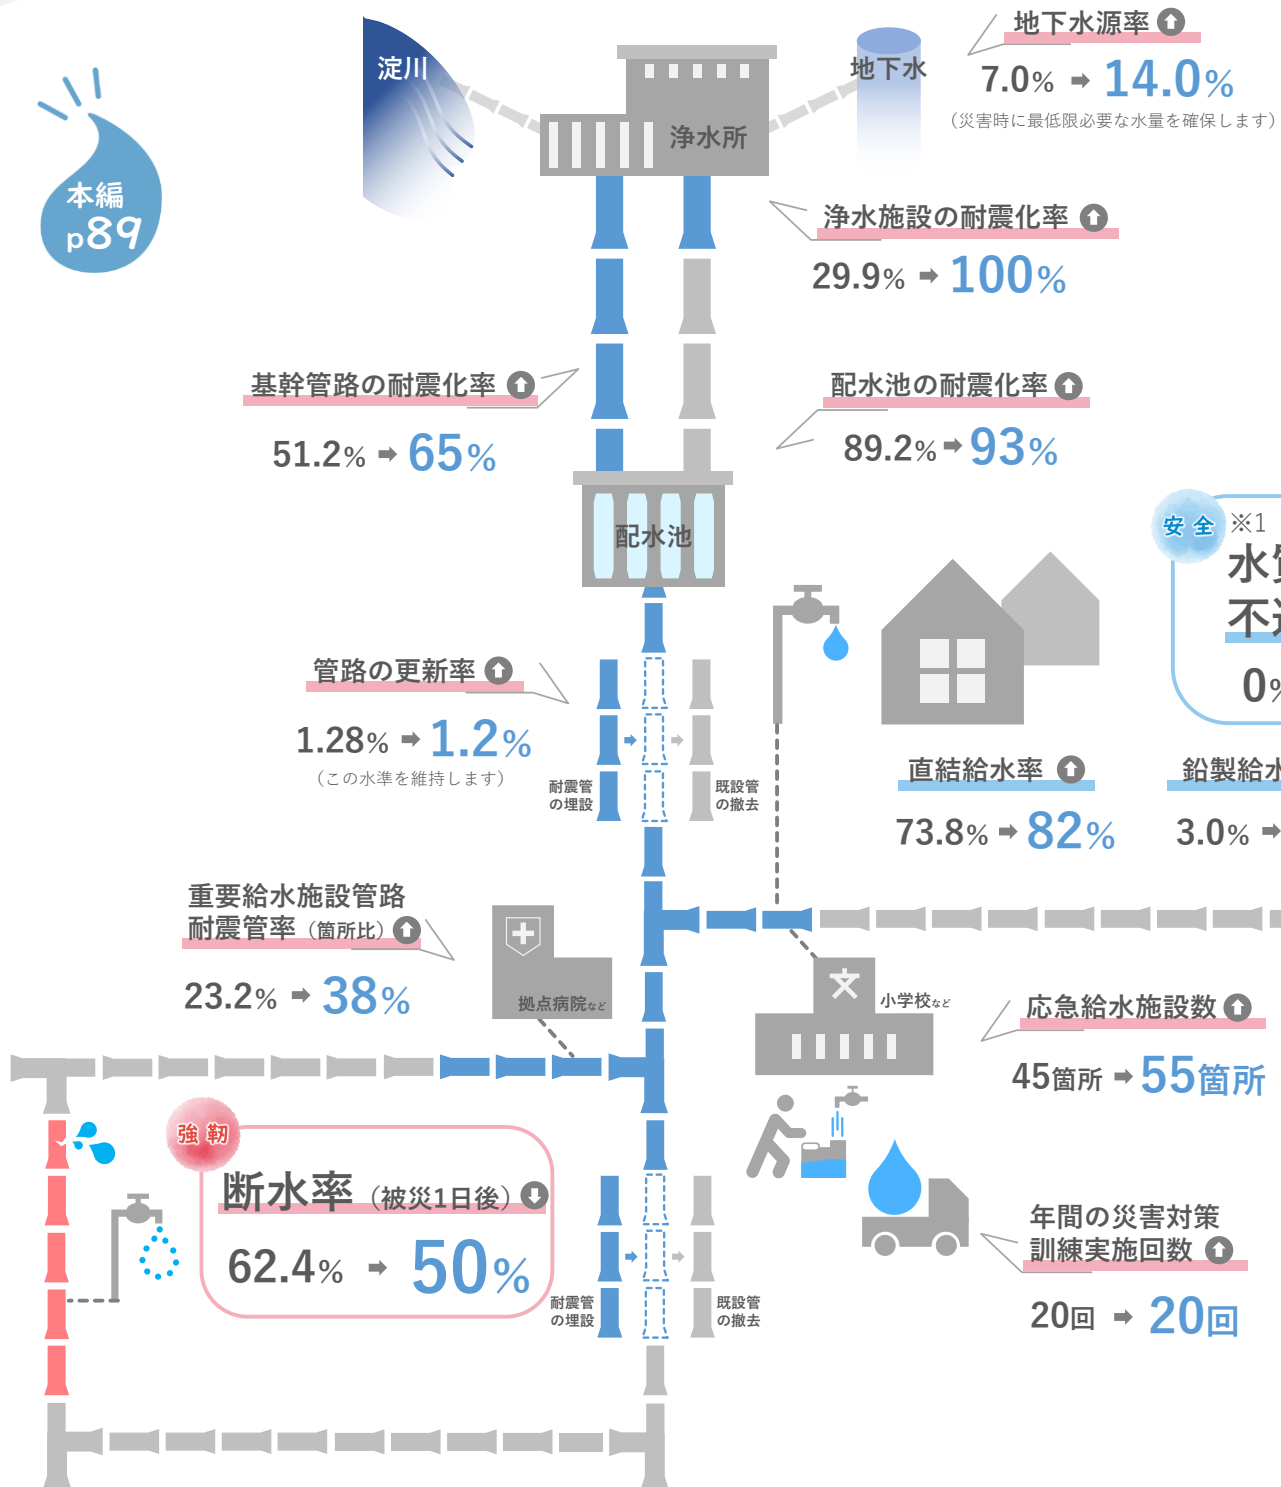 本編
p89
淀川
浄水所
地下水
地下水源率
7.0% 14.0%
（災害時に最低限必要な水量を確保します）
浄水施設の耐震化率
29.9% 100%
基幹管路の耐震化率
51.2% 65%
配水池の耐震化率
89.2% 93%
配水池
安全
※1
水質
不適
0%
管路の更新率
1.28% 1.2%
（この水準を維持します）
耐震管
の埋設
既設管
の撤去
直結給水率
73.8% 82%
鉛製給水
3.0%
重要給水施設管路
耐震管率（箇所比）
23.2% 38%
拠点病院など
小学校など
応急給水施設数
45箇所 55箇所
強靭
断水率（被災1日後）
62.4% 50%
耐震管
の埋設
既設管
の撤去
年間の災害対策
訓練実施回数
20回 20回